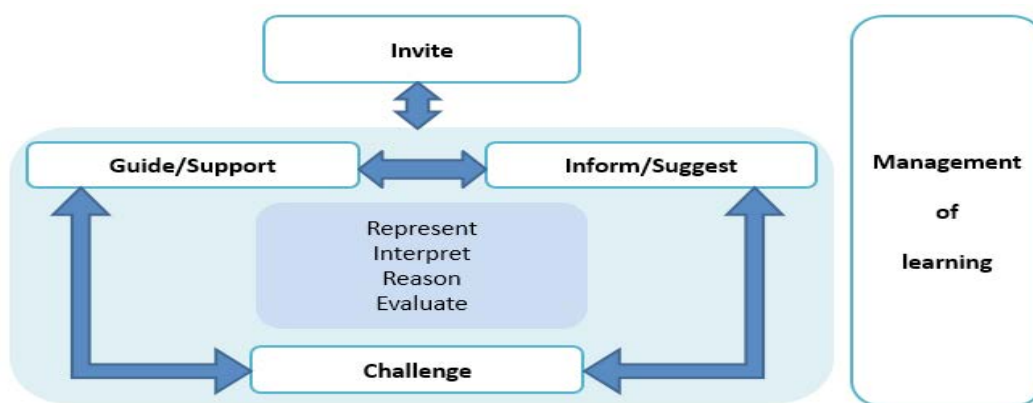 Invite
Guide/Support
Inform/Suggest
Represent
Interpret
Reason
Evaluate
Challenge
Management
of
learning